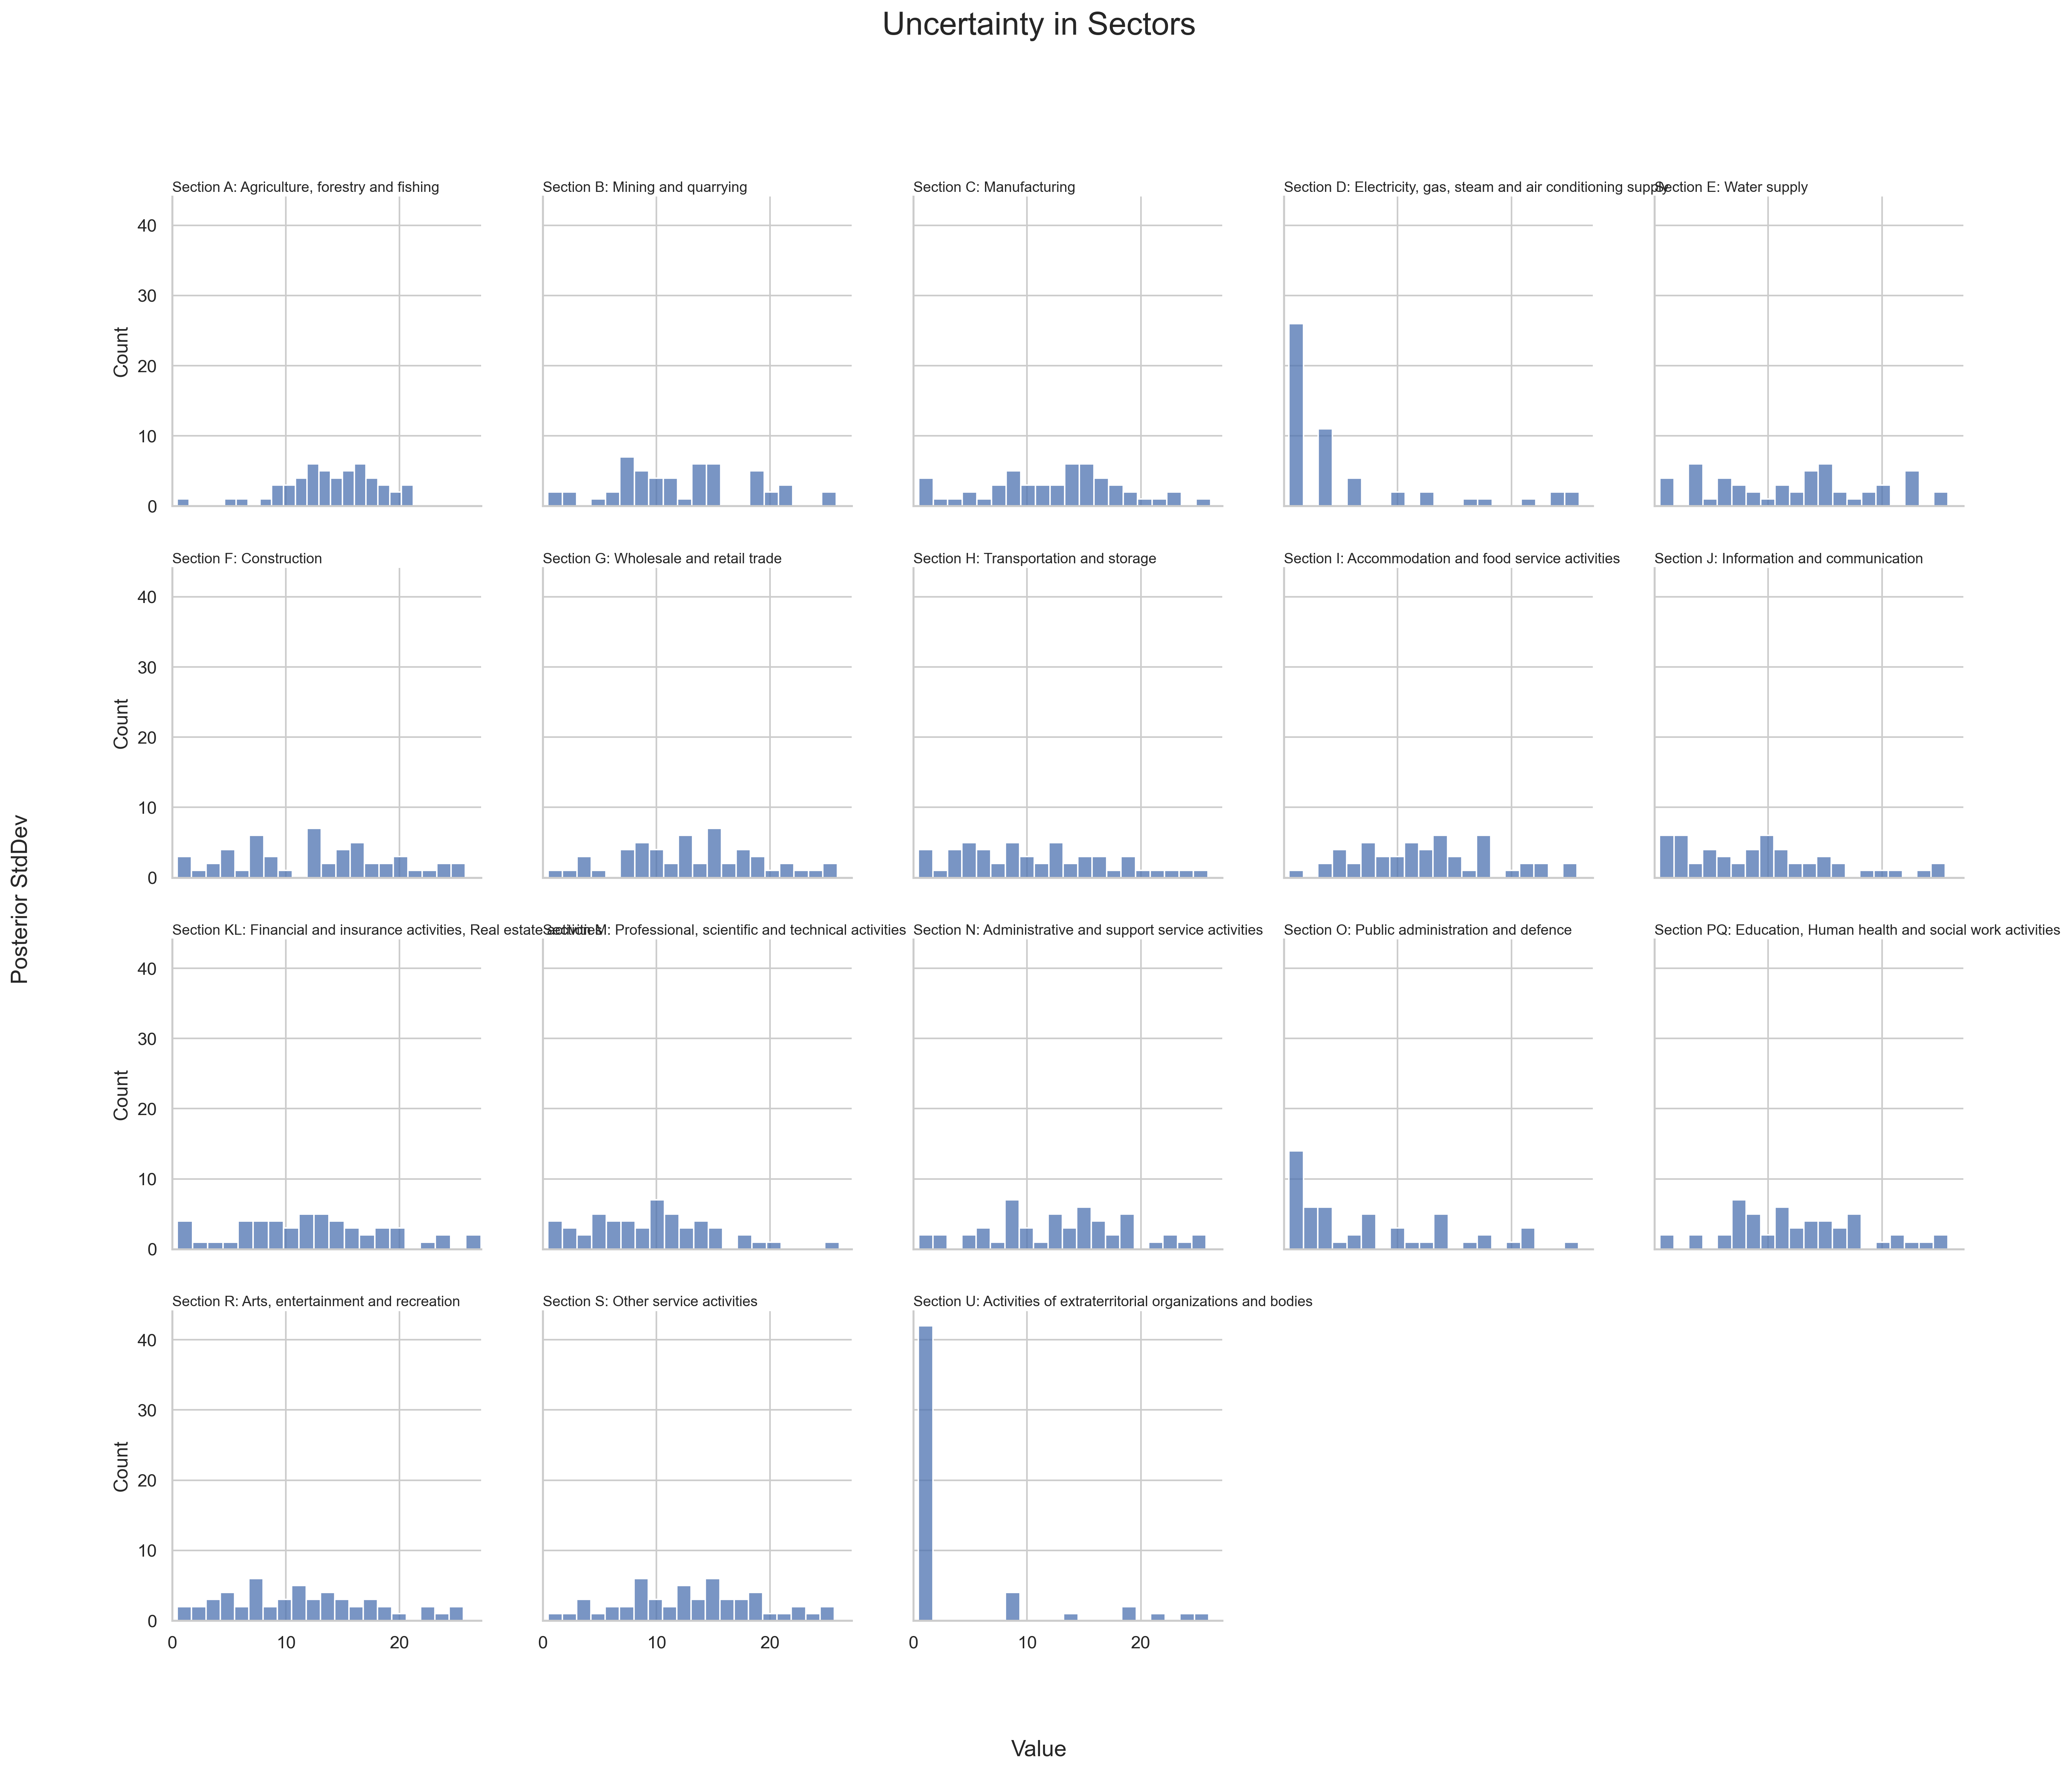 Uncertainty in Sectors
Section A: Agriculture, forestry and fishing
Section B: Mining and quarrying
Section C: Manufacturing
Section D: Electricity, gas, steam and air conditioning supply
Section E: Water supply
40
30
20
10
0
Count
Section F: Construction
Section G: Wholesale and retail trade
Section H: Transportation and storage
Section I: Accommodation and food service activities
Section J: Information and communication
40
30
20
10
0
Count
Posterior StdDev
Section KL: Financial and insurance activities, Real estate activities
Section M: Professional, scientific and technical activities
Section N: Administrative and support service activities
Section O: Public administration and defence
Section PQ: Education, Human health and social work activities
40
30
20
10
0
Count
Section R: Arts, entertainment and recreation
Section S: Other service activities
Section U: Activities of extraterritorial organizations and bodies
40
30
20
10
0
Count
0 10 20
0 10 20
0 10 20
Value